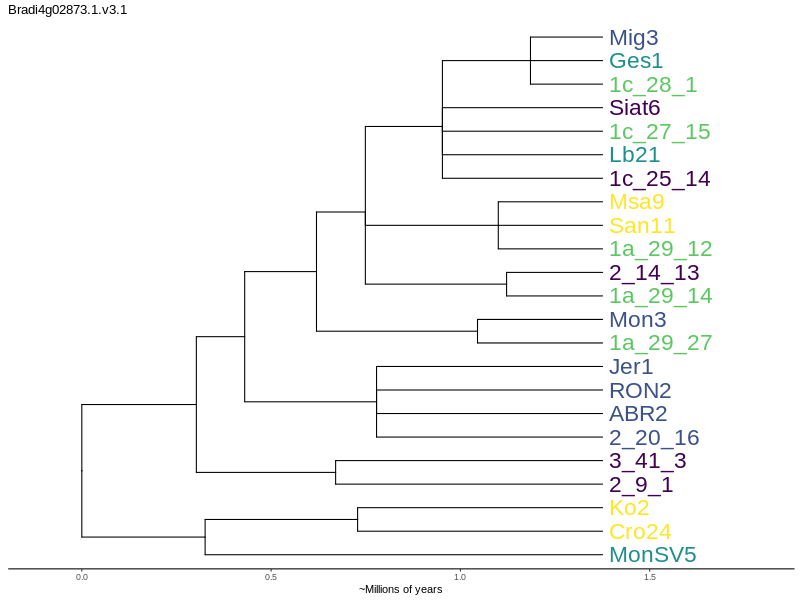 Bradi4g02873.1.v3.1
Mig3
Ges1
1c_28_1
Siat6
1c_27_15
Lb21
1c_25_14
Msa9
San11
1a_29_12
2_14_13
1a_29_14
Mon3
1a_29_27
Jer1
RON2
ABR2
2_20_16
3_41_3
2_9_1
Ko2
Cro24
MonSV5
0.0 0.5 1.0 1.5
~Millions of years